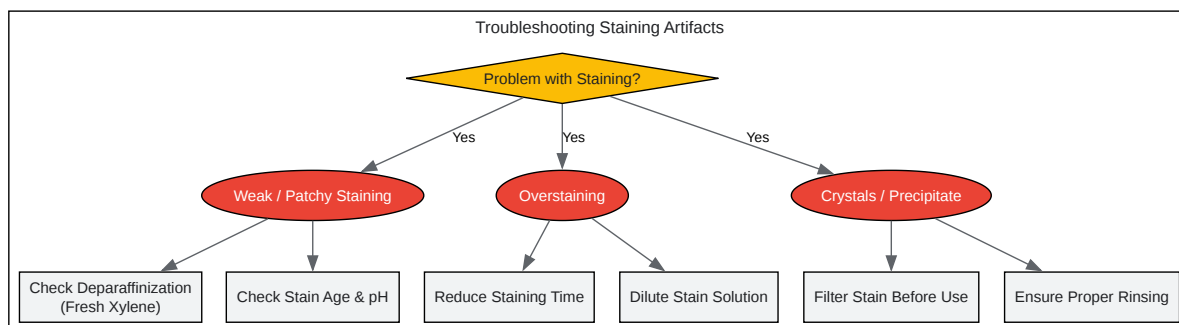 Troubleshooting Staining Artifacts
Problem with Staining?
Yes
Yes
Yes
Weak / Patchy Staining
Overstaining
Crystals / Precipitate
Check Deparaffinization
(Fresh Xylene)
Check Stain Age & pH
Reduce Staining Time
Dilute Stain Solution
Filter Stain Before Use
Ensure Proper Rinsing